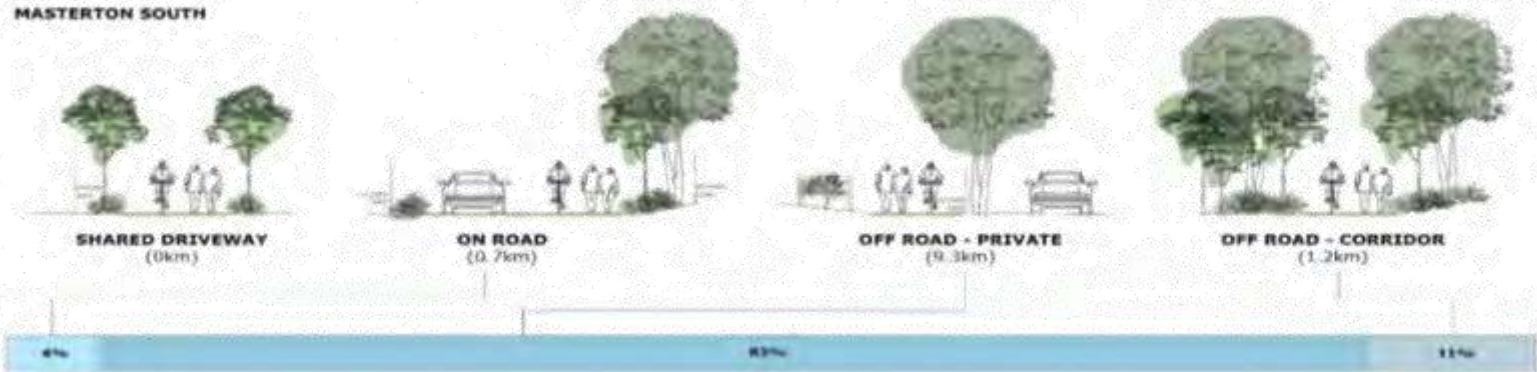 MASTERTON SOUTH
SHARED DRIVEWAY
(0km)
ON ROAD
(0.7km)
OFF ROAD - PRIVATE
(9.3km)
OFF ROAD - CORRIDOR
(1.2km)
83%
11%